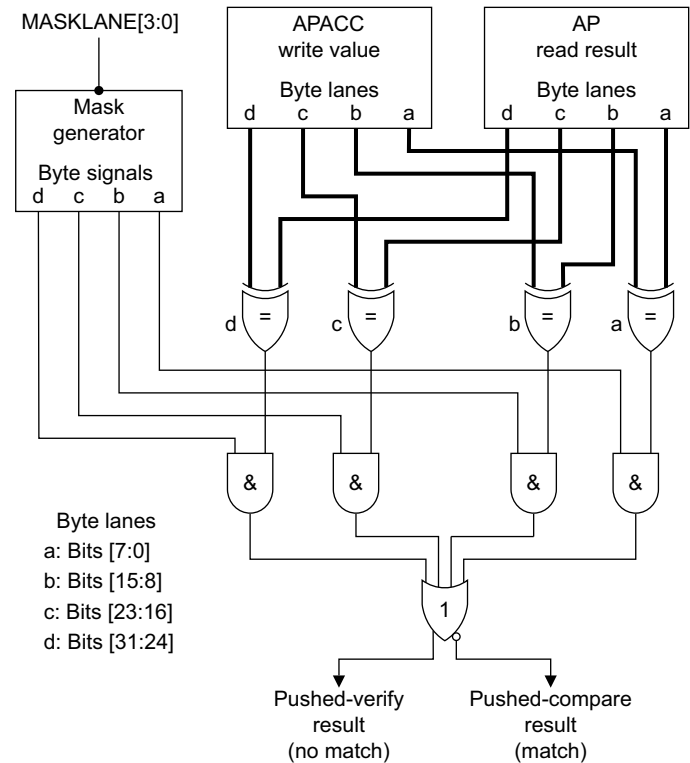 MASKLANE[3:0]
Mask
generator
Byte signals
d c b a
APACC
write value
Byte lanes
d c b a
AP
read result
Byte lanes
d c b a
d = c = b = a =
& & & &
Byte lanes
a: Bits [7:0]
b: Bits [15:8]
c: Bits [23:16]
d: Bits [31:24]
1
Pushed-verify
result
(no match)
Pushed-compare
result
(match)